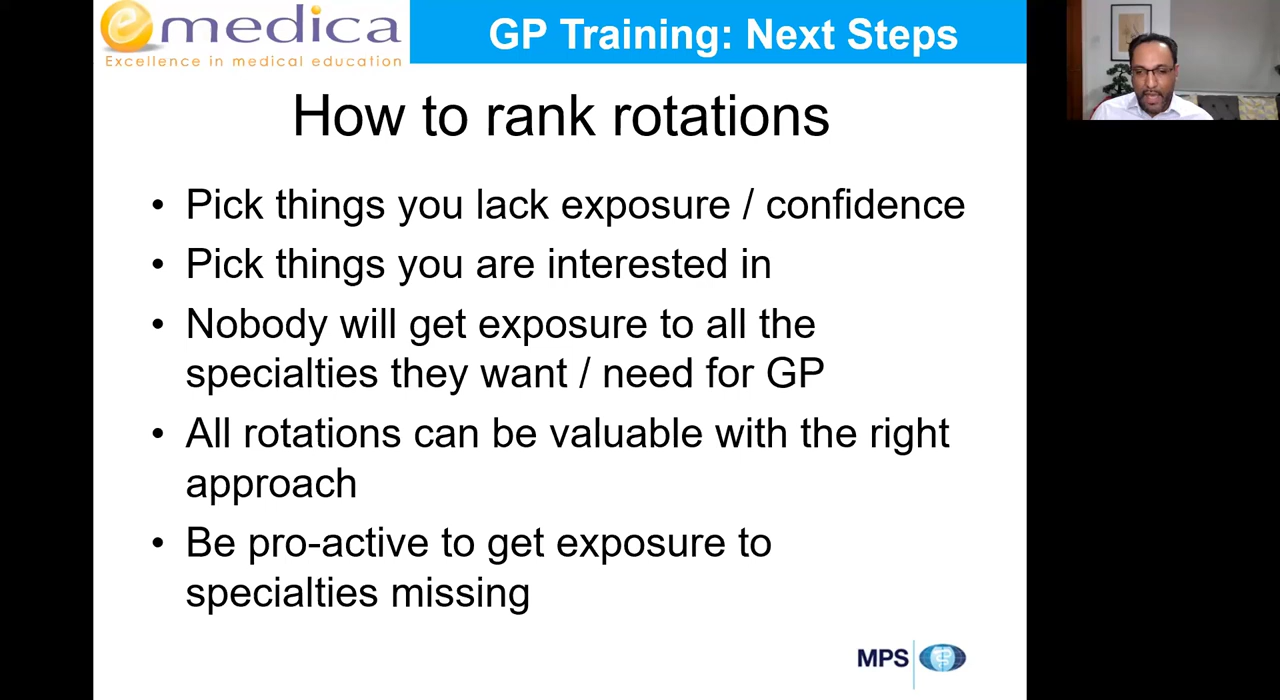 emedica
Excellence in medical education
GP Training: Next Steps
How to rank rotations
• Pick things you lack exposure / confidence
• Pick things you are interested in
• Nobody will get exposure to all the
specialties they want / need for GP
• All rotations can be valuable with the right
approach
• Be pro-active to get exposure to
specialties missing
MPS